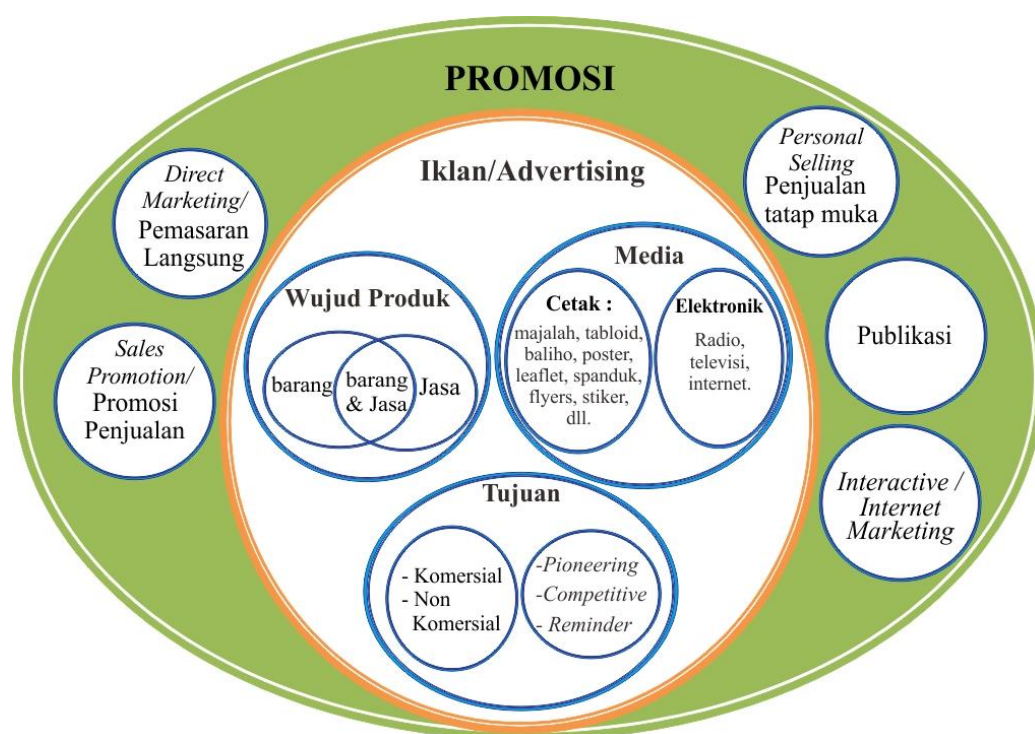 PROMOSI
Iklan/Advertising
Direct
Marketing/
Pemasaran
Langsung
Sales
Promotion/
Promosi
Penjualan
Wujud Produk
barang
barang
& Jasa
Jasa
Media
Cetak :
majalah, tabloid,
baliho, poster,
leaflet, spanduk,
flyers, stiker,
dll.
Elektronik
Radio,
televisi,
internet.
Tujuan
- Komersial
- Non
Komersial
-Pioneering
-Competitive
- Reminder
Personal
Selling
Penjualan
tatap muka
Publikasi
Interactive /
Internet
Marketing